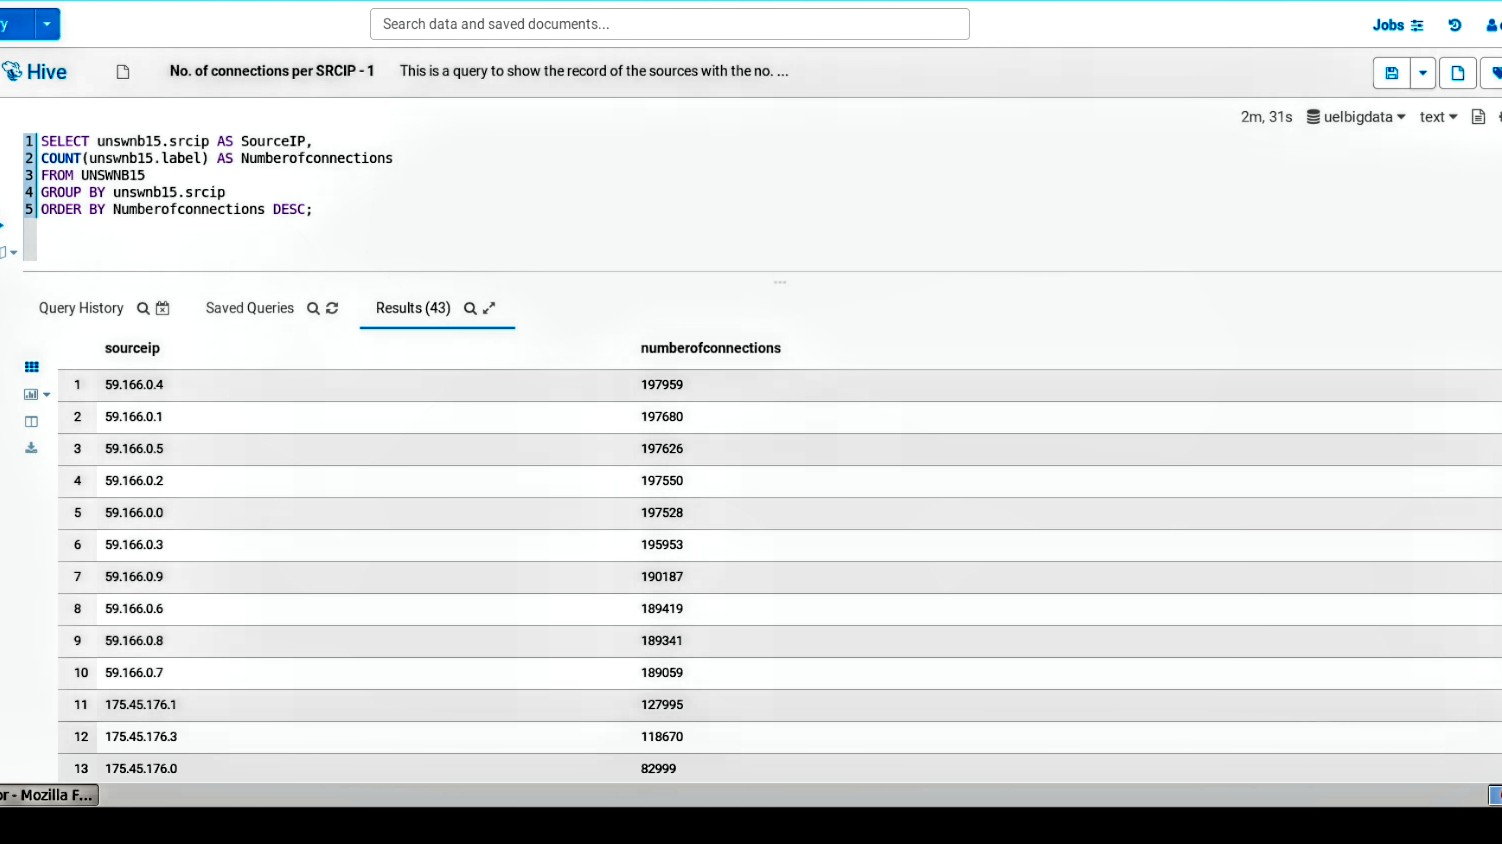 y
Search data and saved documents...
Jobs
Hive
No. of connections per SRCIP - 1 This is a query to show the record of the sources with the no. ...
2m, 31s uelbigdata text
1 SELECT unswnb15.srcip AS SourceIP,
2 COUNT(unswnb15.label) AS Numberofconnections
3 FROM UNSWNB15
4 GROUP BY unswnb15.srcip
5 ORDER BY Numberofconnections DESC;
Query History Saved Queries Results (43)
sourceip numberofconnections
1 59.166.0.4 197959
2 59.166.0.1 197680
3 59.166.0.5 197626
4 59.166.0.2 197550
5 59.166.0.0 197528
6 59.166.0.3 195953
7 59.166.0.9 190187
8 59.166.0.6 189419
9 59.166.0.8 189341
10 59.166.0.7 189059
11 175.45.176.1 127995
12 175.45.176.3 118670
13 175.45.176.0 82999
or - Mozilla F...